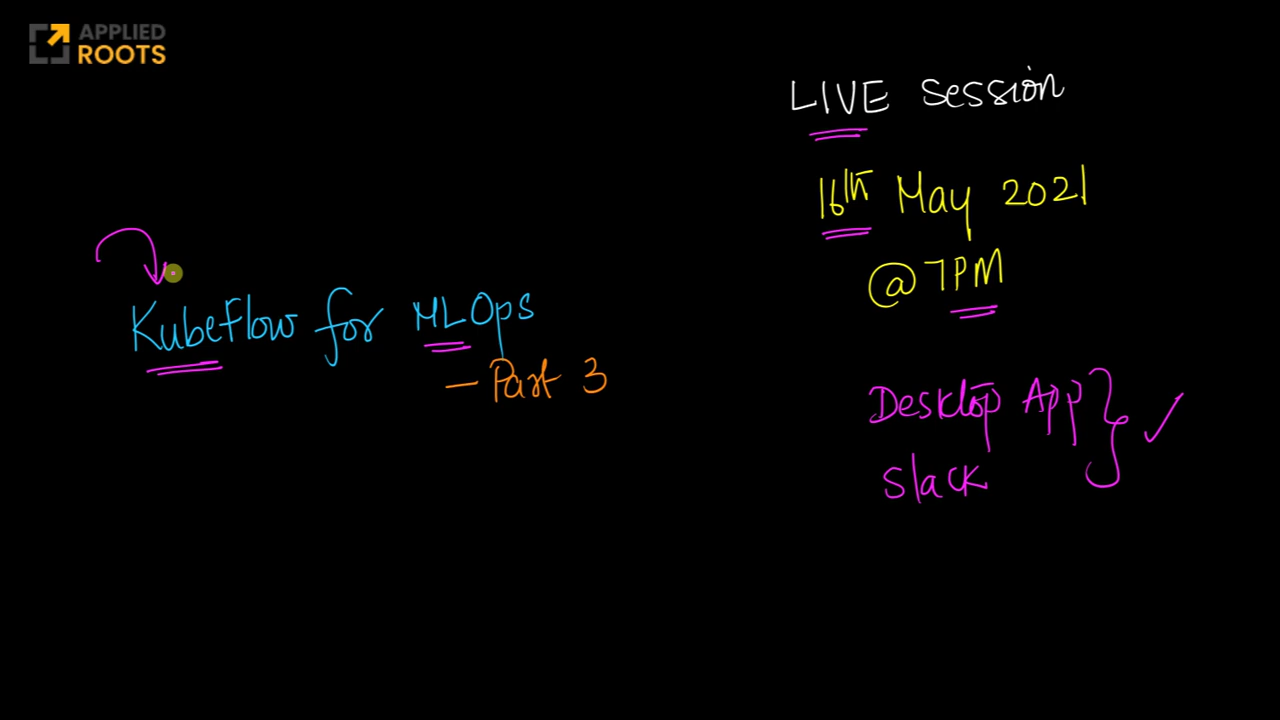 APPLIED
ROOTS
LIVE Session
16th May 2021
@ 7PM
KubeFlow for MLOps
- Part 3
Desktop App
Slack